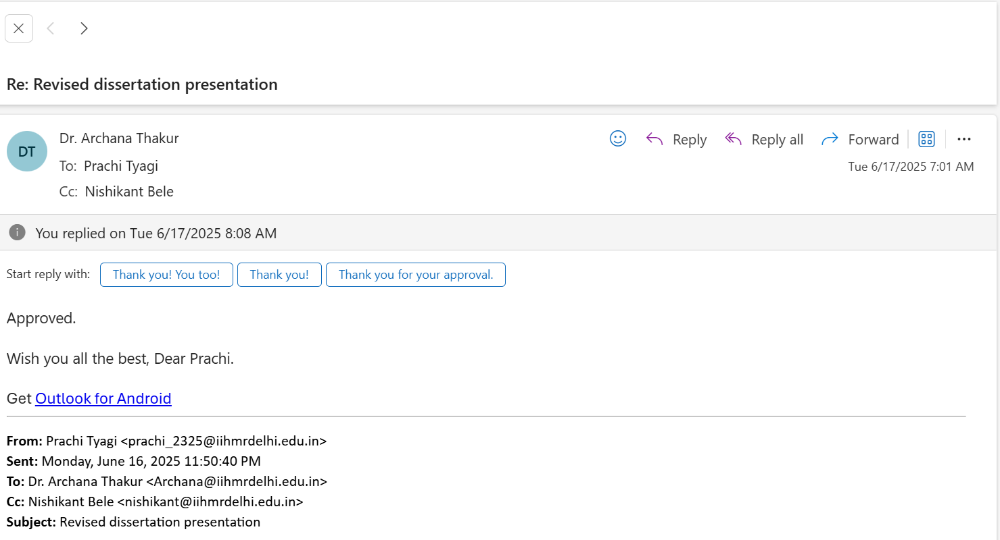 Re: Revised dissertation presentation
DT
Dr. Archana Thakur
Reply
Reply all
Forward
To: Prachi Tyagi
Tue 6/17/2025 7:01 AM
Cc: Nishikant Bele
You replied on Tue 6/17/2025 8:08 AM
Start reply with: Thank you! You too! Thank you! Thank you for your approval.
Approved.
Wish you all the best, Dear Prachi.
Get Outlook for Android
From: Prachi Tyagi <prachi_2325@iihmrdelhi.edu.in>
Sent: Monday, June 16, 2025 11:50:40 PM
To: Dr. Archana Thakur <Archana@iihmrdelhi.edu.in>
Cc: Nishikant Bele <nishikant@iihmrdelhi.edu.in>
Subject: Revised dissertation presentation